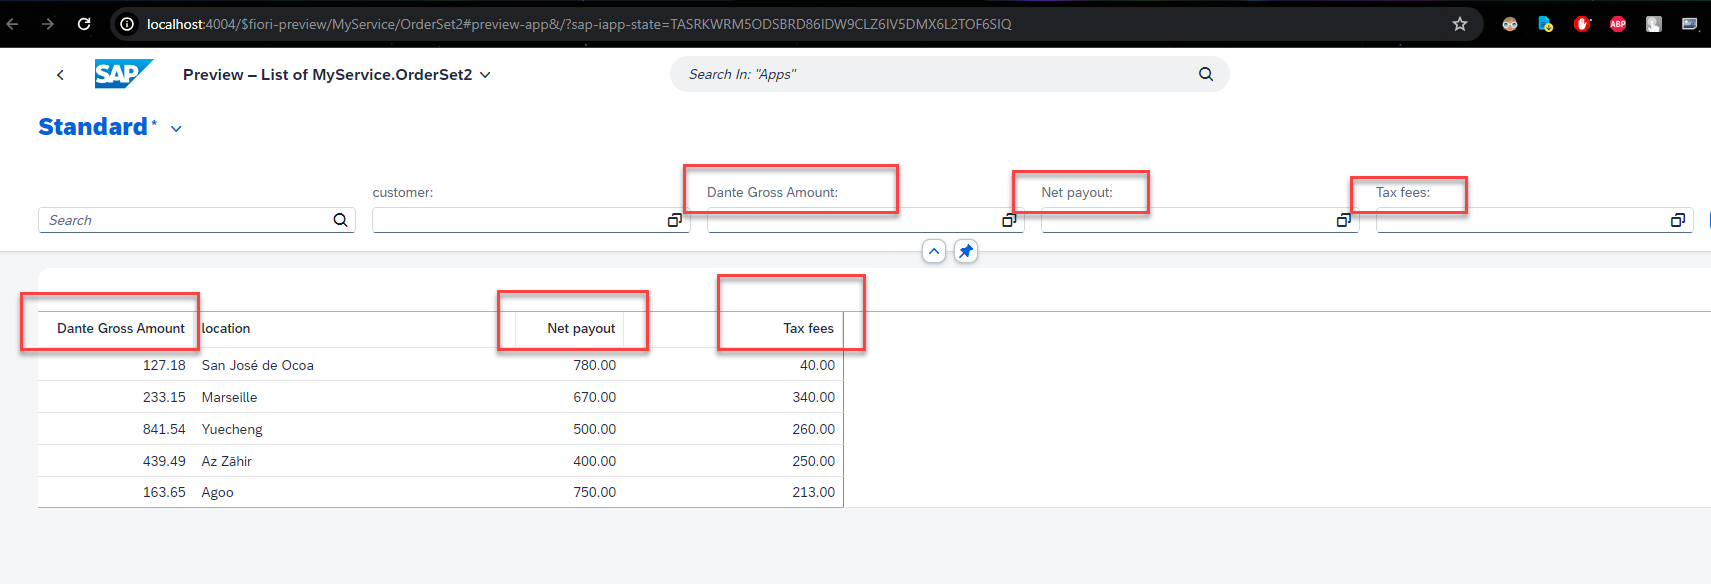 localhost:4004/$fiori-preview/MyService/OrderSet2#preview-app&/?sap-iapp-state=TASRKWRM5ODSBRD86IDW9CLZ6IV5DMX6L2TOF6SIQ
ABP
SAP Preview – List of MyService.OrderSet2 Search In: "Apps"
Standard*
customer: Dante Gross Amount: Net payout: Tax fees:
Search
Dante Gross Amount location Net payout Tax fees
127.18 San José de Ocoa 780.00 40.00
233.15 Marseille 670.00 340.00
841.54 Yuecheng 500.00 260.00
439.49 Az Zāhir 400.00 250.00
163.65 Agoo 750.00 213.00